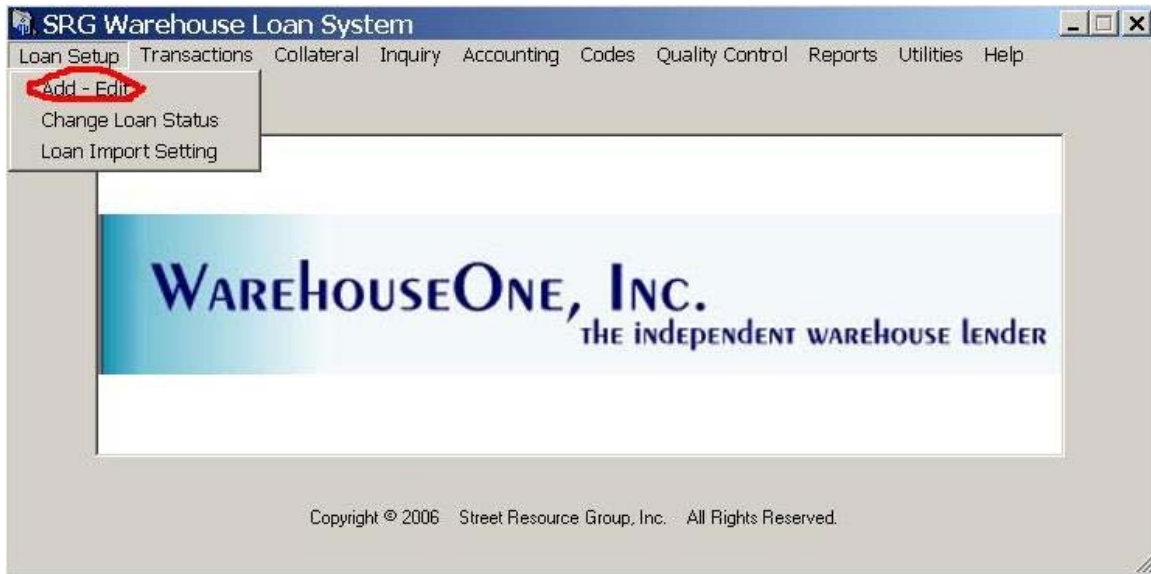 SRG Warehouse Loan System
Loan Setup Transactions Collateral Inquiry Accounting Codes Quality Control Reports Utilities Help
Add - Edit
Change Loan Status
Loan Import Setting
WAREHOUSEONE, INC.
THE INDEPENDENT WAREHOUSE LENDER
Copyright © 2006 Street Resource Group, Inc. All Rights Reserved.